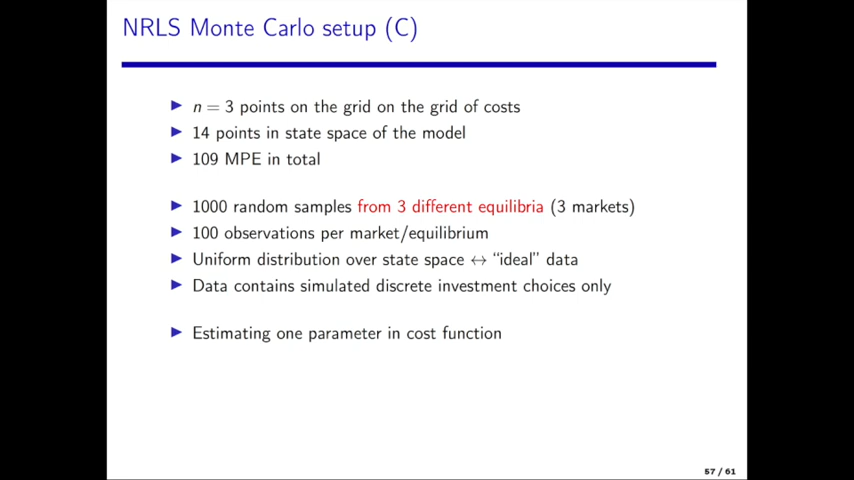 NRLS Monte Carlo setup (C)
▶ n = 3 points on the grid on the grid of costs
▶ 14 points in state space of the model
▶ 109 MPE in total
▶ 1000 random samples from 3 different equilibria (3 markets)
▶ 100 observations per market/equilibrium
▶ Uniform distribution over state space ↔ “ideal” data
▶ Data contains simulated discrete investment choices only
▶ Estimating one parameter in cost function
57 / 61